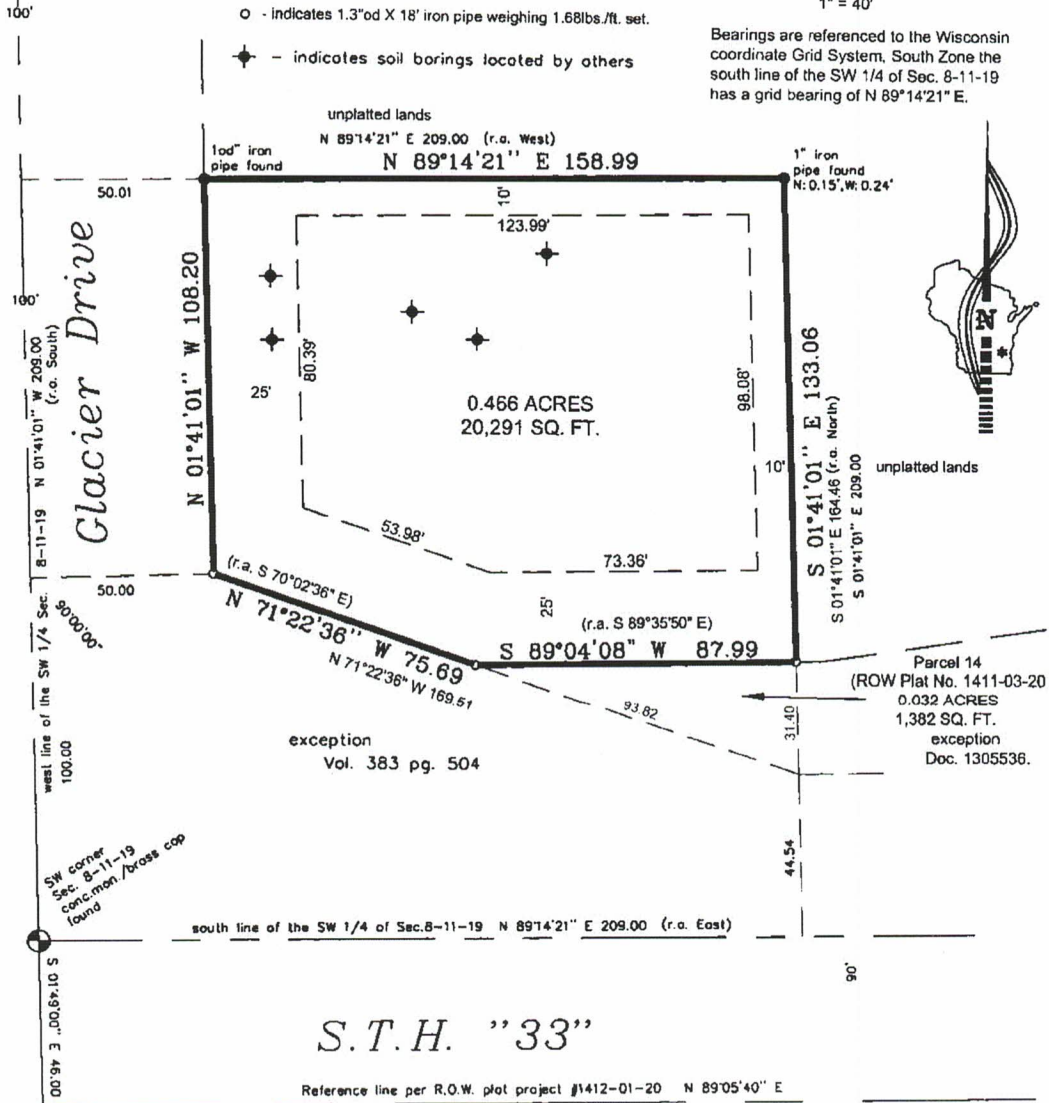 100'
o - indicates 1.3"od X 18' iron pipe weighing 1.68lbs./ft. set.
1" = 40'
- indicates soil borings located by others
Bearings are referenced to the Wisconsin
coordinate Grid System, South Zone the
south line of the SW 1/4 of Sec. 8-11-19
has a grid bearing of N 89°14'21" E.
unplatted lands
N 89°14'21" E 209.00 (r.a. West)
N 89°14'21" E 158.99
1od" iron
pipe found
1" iron
pipe found
N: 0.15', W: 0.24'
50.01
10'
123.99'
100'
Glacier Drive
N 01°41'01" W 108.20
80.39'
25'
0.466 ACRES
20,291 SQ. FT.
98.08'
10'
S 01°41'01" E 133.06
S 01°41'01" E 164.46 (r.a. North)
S 01°41'01" E 209.00
unplatted lands
N
*
west line of the SW 1/4 Sec. 8-11-19 N 01°41'01" W 209.00
(r.a. South)
53.98'
73.36'
25'
50.00
90°00'00"
(r.a. S 70°02'36" E)
N 71°22'36" W 75.69
N 71°22'36" W 169.51
(r.a. S 89°35'50" E)
S 89°04'08" W 87.99
93.82
31.40
Parcel 14
(ROW Plat No. 1411-03-20
0.032 ACRES
1,382 SQ. FT.
exception
Doc. 1305536.
exception
Vol. 383 pg. 504
100.00
44.54
SW corner
Sec. 8-11-19
conc.mon./brass cap
found
south line of the SW 1/4 of Sec.8-11-19 N 89°14'21" E 209.00 (r.a. East)
90'
S 01°49'00" E 46.00
S.T.H. "33"
Reference line per R.O.W. plat project #1412-01-20 N 89°05'40" E